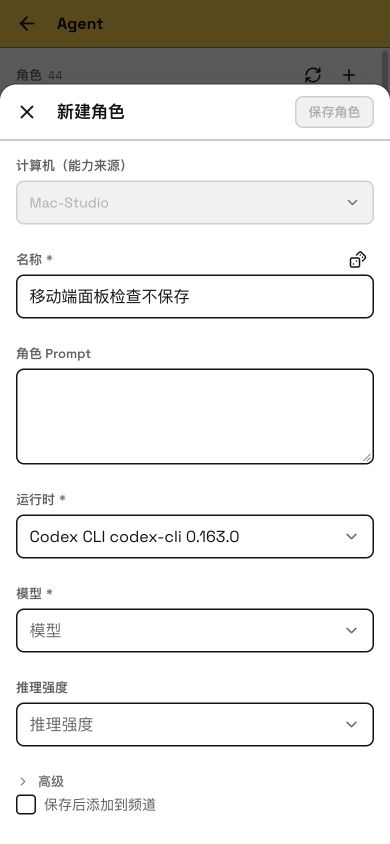 Agent
角色 44
新建角色
保存角色
计算机（能力来源）
Mac-Studio
名称 *
移动端面板检查不保存
角色 Prompt
运行时 *
Codex CLI codex-cli 0.163.0
模型 *
模型
推理强度
推理强度
高级
保存后添加到频道